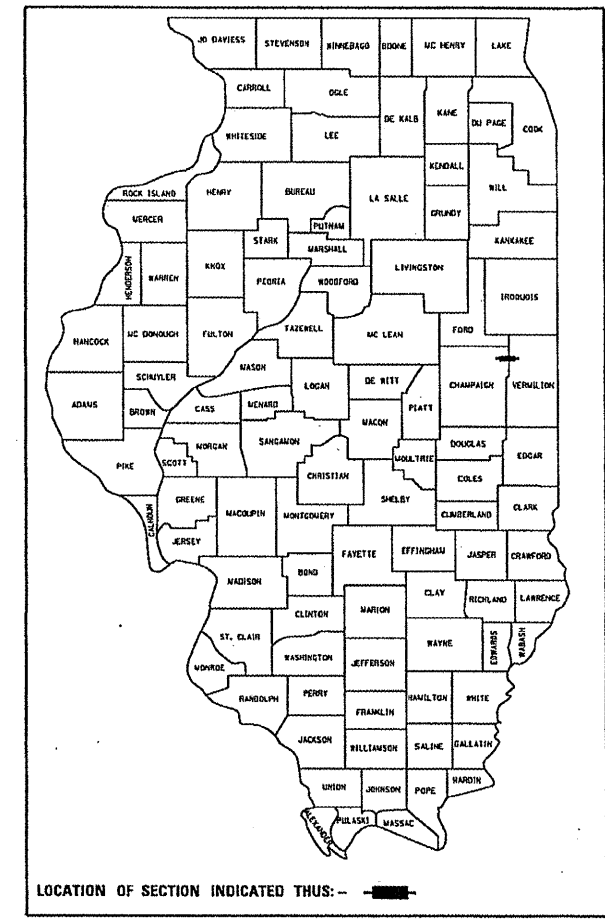 JO DAVIESS STEVENSON WINNEBAGO BOONE MC HENRY LAKE
CARROLL OGLE
DE KALB KANE DU PAGE COOK
WHITESIDE LEE
KENDALL WILL
ROCK ISLAND HENRY BUREAU LA SALLE
GRUNDY
MERCER PUTNAM
STARK MARSHALL KANKAKEE
HENDERSON WARREN KNOX PEORIA WOODFORD LIVINGSTON IROQUOIS
HANCOCK MC DONOUGH FULTON TAZEWELL MC LEAN FORD
MASON
SCHUYLER LOGAN DE WITT CHAMPAIGN VERMILION
ADAMS BROWN CASS MENARD PIATT
MACON
MORGAN SANGAMON DOUGLAS
PIKE SCOTT MOULTRIE EDGAR
CHRISTIAN COLES
GREENE MACOUPIN MONTGOMERY SHELBY
CALHOUN CUMBERLAND CLARK
JERSEY
FAYETTE EFFINGHAM JASPER CRAWFORD
MADISON BOND
CLAY
CLINTON MARION RICHLAND LAWRENCE
ST. CLAIR WAYNE EDWARDS WABASH
WASHINGTON JEFFERSON
MONROE
RANDOLPH PERRY HAMILTON WHITE
FRANKLIN
JACKSON WILLIAMSON SALINE GALLATIN
UNION JOHNSON POPE HARDIN
ALEXANDER PULASKI MASSAC
LOCATION OF SECTION INDICATED THUS: -